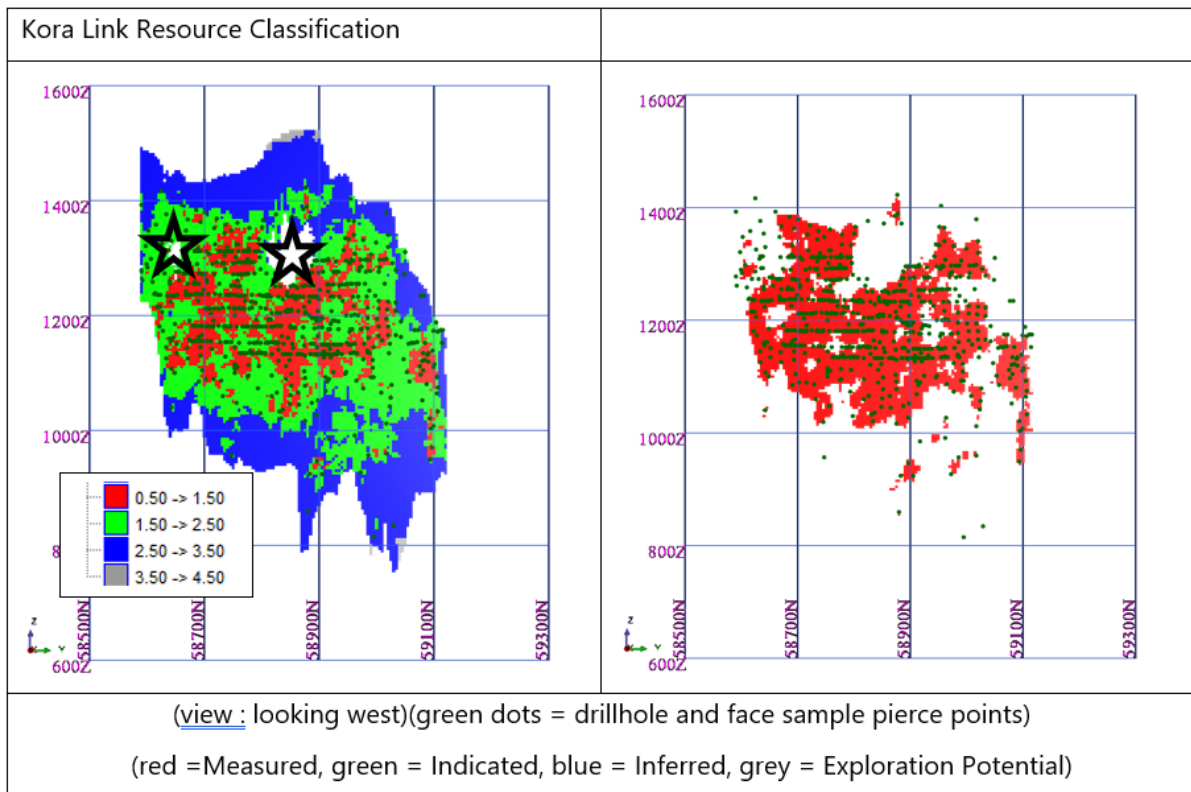 Kora Link Resource Classification
1600Z
1400Z
1200Z
1000Z
8
600Z
58500N
58700N
58900N
59100N
59300N
Z
Y
0.50 -> 1.50
1.50 -> 2.50
2.50 -> 3.50
3.50 -> 4.50
1600Z
1400Z
1200Z
1000Z
800Z
600Z
58500N
58700N
58900N
59100N
59300N
Z
Y
(view : looking west)(green dots = drillhole and face sample pierce points)
(red =Measured, green = Indicated, blue = Inferred, grey = Exploration Potential)